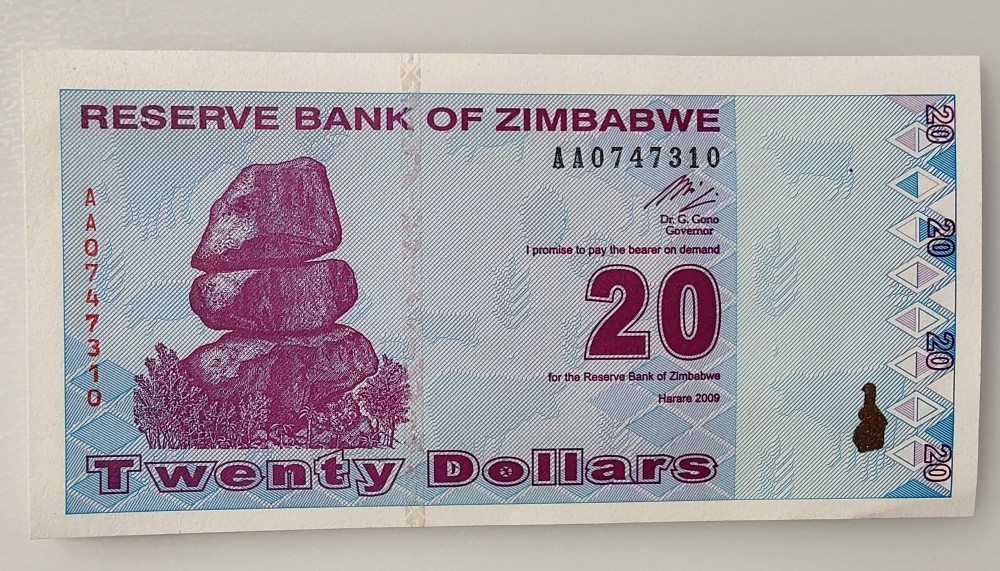 RESERVE BANK OF ZIMBABWE
AA0747310
Dr. G. Gono
Governor
I promise to pay the bearer on demand
20
for the Reserve Bank of Zimbabwe
Harare 2009
Twenty Dollars
AA0747310
20
20
20
20